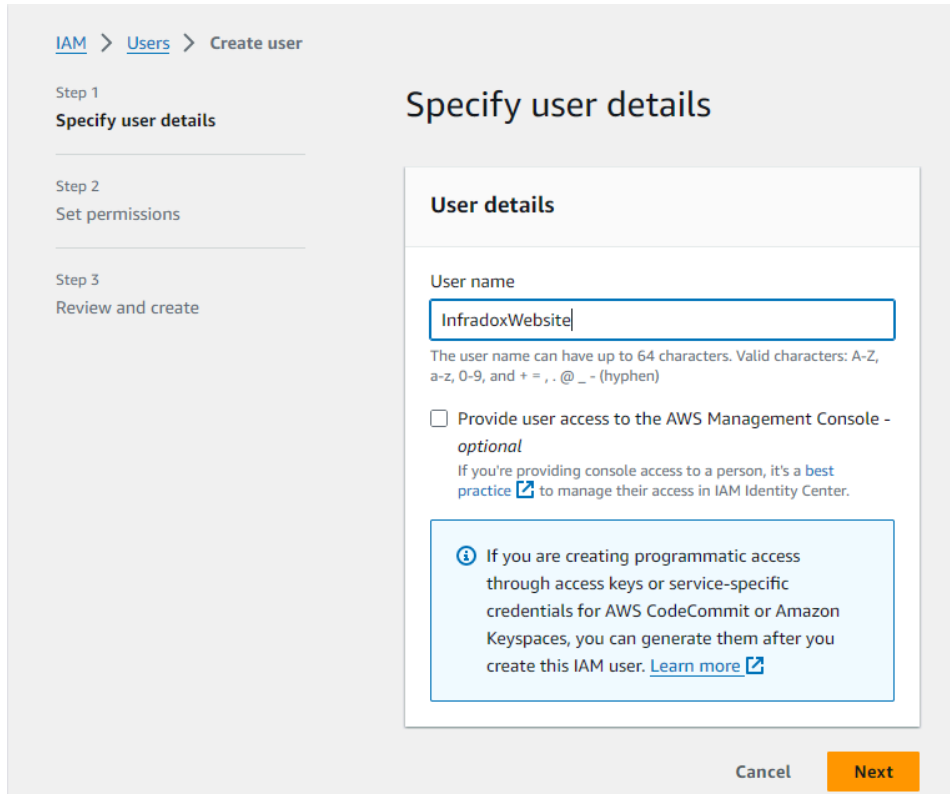 IAM > Users > Create user
Step 1
Specify user details
Step 2
Set permissions
Step 3
Review and create
Specify user details
User details
User name
InfradoxWebsite
The user name can have up to 64 characters. Valid characters: A-Z,
a-z, 0-9, and + = , . @ _ - (hyphen)
Provide user access to the AWS Management Console -
optional
If you're providing console access to a person, it's a best
practice to manage their access in IAM Identity Center.
If you are creating programmatic access
through access keys or service-specific
credentials for AWS CodeCommit or Amazon
Keyspaces, you can generate them after you
create this IAM user. Learn more
Cancel
Next